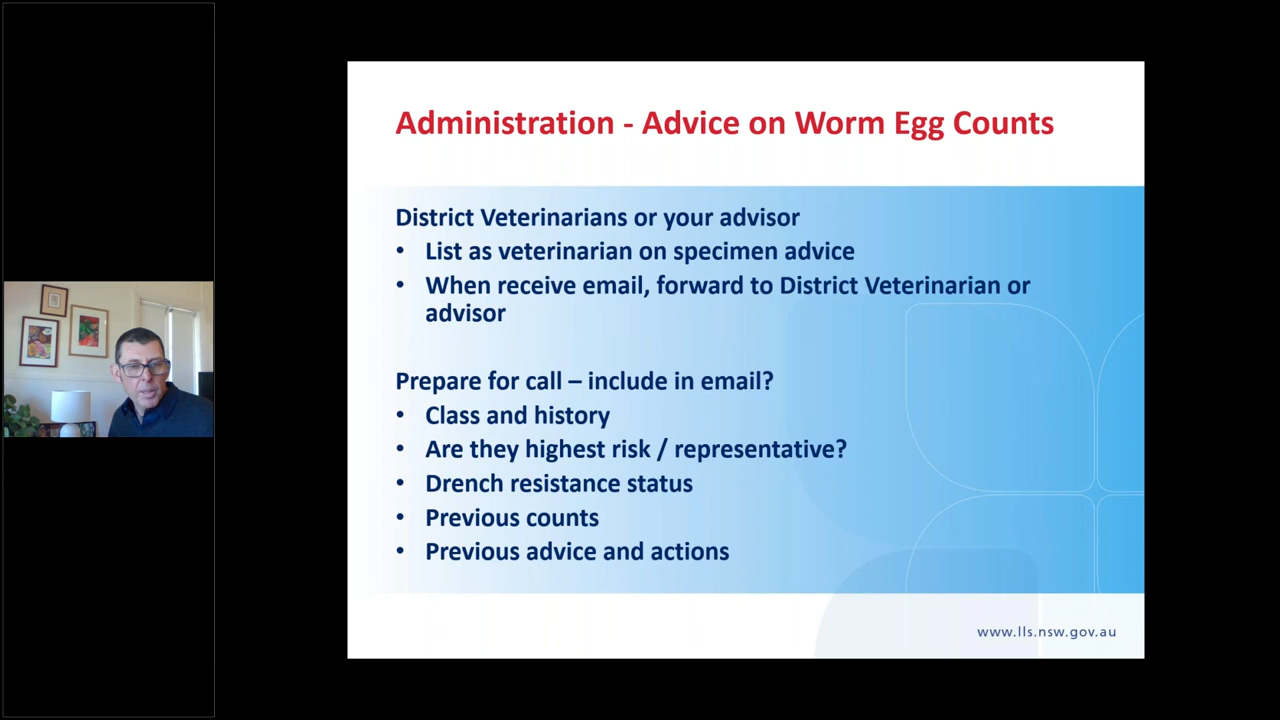 Administration - Advice on Worm Egg Counts
District Veterinarians or your advisor
• List as veterinarian on specimen advice
• When receive email, forward to District Veterinarian or
advisor
Prepare for call – include in email?
• Class and history
• Are they highest risk / representative?
• Drench resistance status
• Previous counts
• Previous advice and actions
www.lls.nsw.gov.au